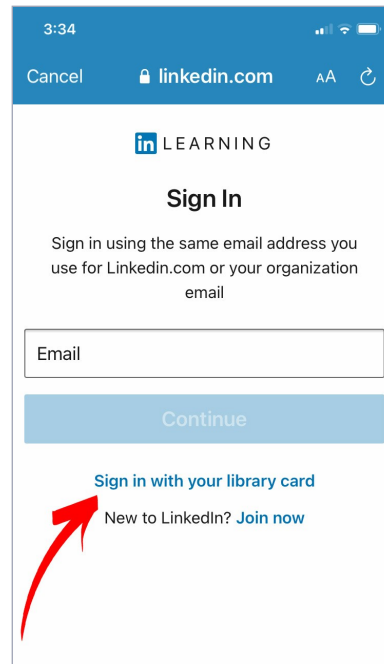 3:34
Cancel linkedin.com AA
in LEARNING
Sign In
Sign in using the same email address you
use for Linkedin.com or your organization
email
Email
Continue
Sign in with your library card
New to LinkedIn? Join now